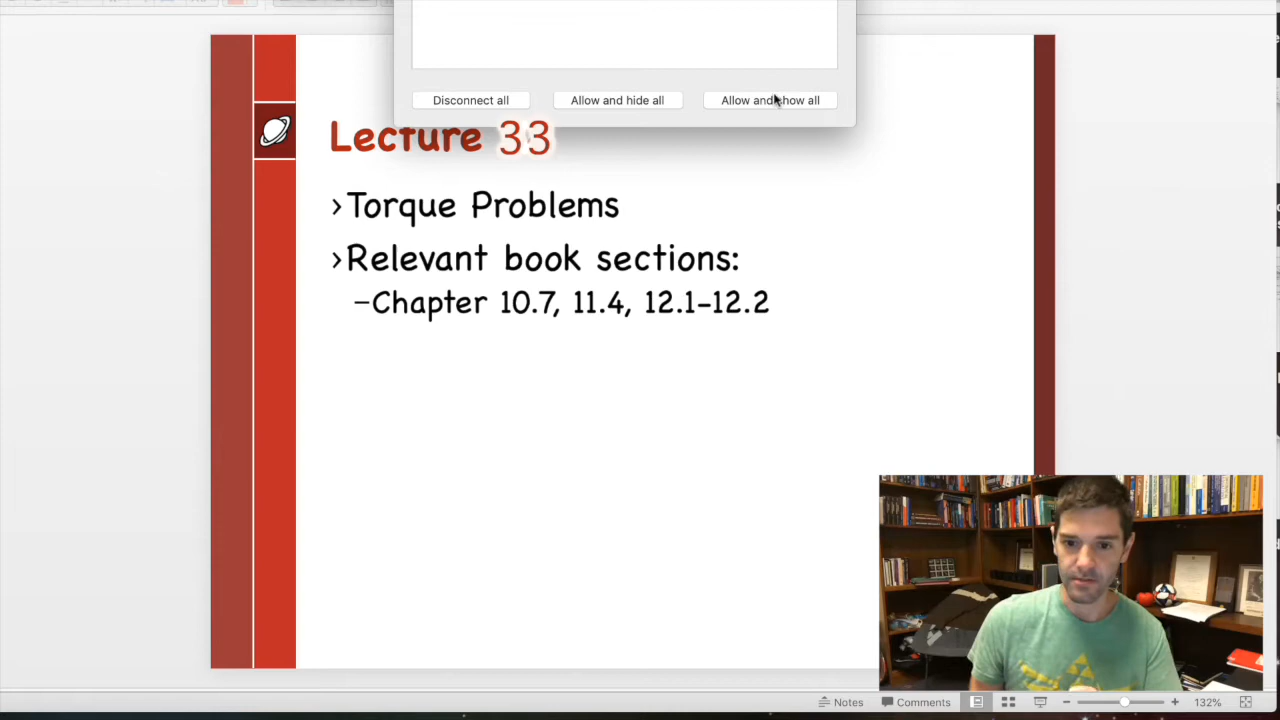 Disconnect all
Allow and hide all
Allow and show all
Lecture 33
›Torque Problems
›Relevant book sections:
–Chapter 10.7, 11.4, 12.1–12.2
Notes
Comments
132%